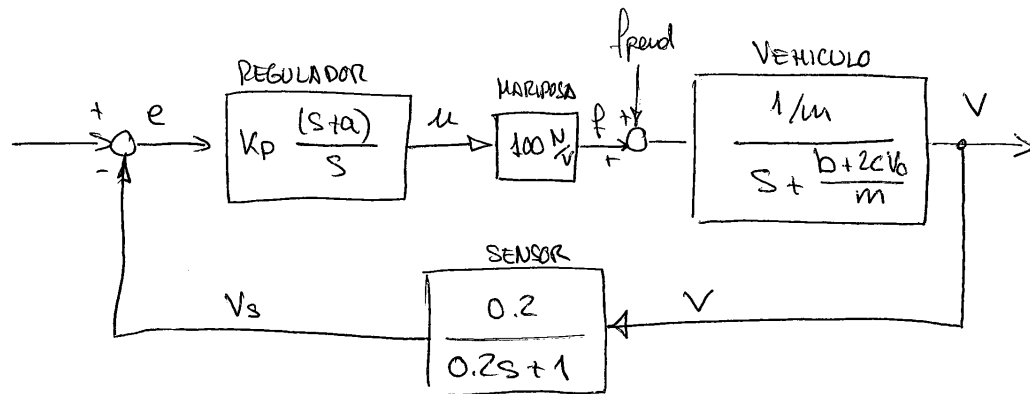 fpend
VEHICULO
REGULADOR
MARIPOSA
+ e Kp (s+a)/s u 100 N/V f + + 1/m / (s + (b+2cv0)/m) V
-
SENSOR
Vs 0.2 / (0.2s+1) V